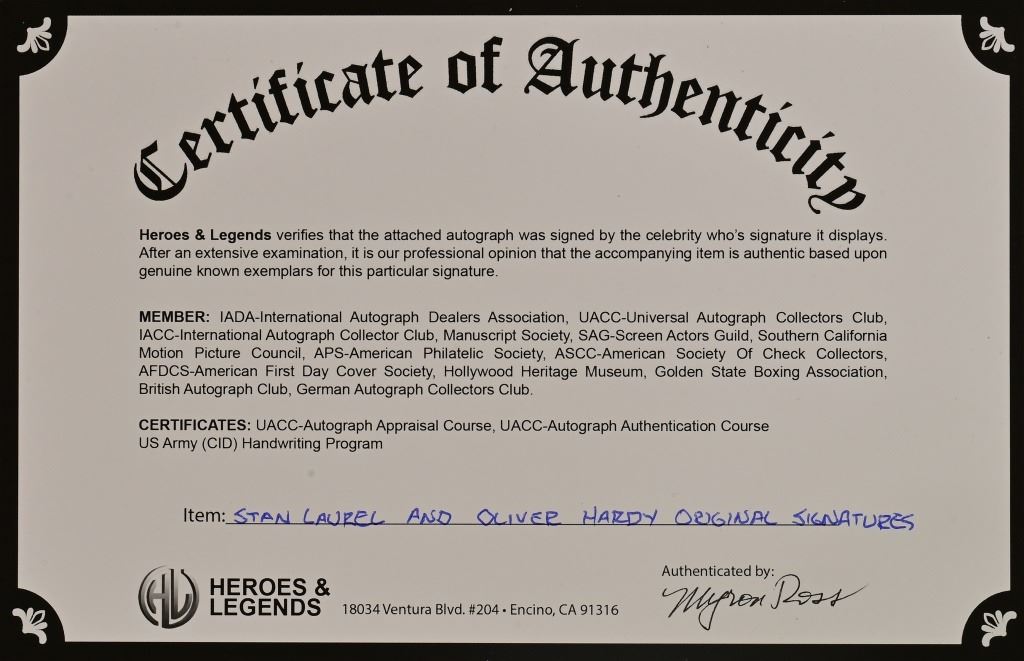 Certificate of Authenticity
Heroes & Legends verifies that the attached autograph was signed by the celebrity who's signature it displays.
After an extensive examination, it is our professional opinion that the accompanying item is authentic based upon
genuine known exemplars for this particular signature.
MEMBER: IADA-International Autograph Dealers Association, UACC-Universal Autograph Collectors Club,
IACC-International Autograph Collector Club, Manuscript Society, SAG-Screen Actors Guild, Southern California
Motion Picture Council, APS-American Philatelic Society, ASCC-American Society Of Check Collectors,
AFDCS-American First Day Cover Society, Hollywood Heritage Museum, Golden State Boxing Association,
British Autograph Club, German Autograph Collectors Club.
CERTIFICATES: UACC-Autograph Appraisal Course, UACC-Autograph Authentication Course
US Army (CID) Handwriting Program
Item: STAN LAUREL AND OLIVER HARDY ORIGINAL SIGNATURES
HL HEROES &
LEGENDS
18034 Ventura Blvd. #204 • Encino, CA 91316
Authenticated by:
Myron Ross